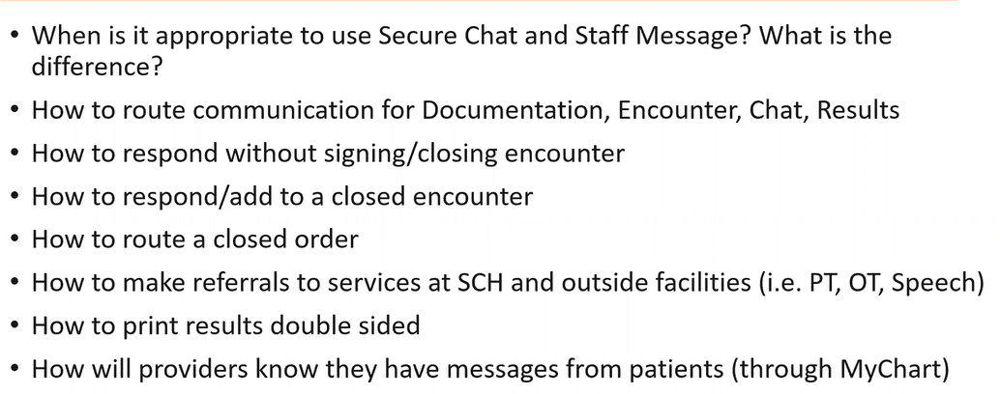 • When is it appropriate to use Secure Chat and Staff Message? What is the
difference?
• How to route communication for Documentation, Encounter, Chat, Results
• How to respond without signing/closing encounter
• How to respond/add to a closed encounter
• How to route a closed order
• How to make referrals to services at SCH and outside facilities (i.e. PT, OT, Speech)
• How to print results double sided
• How will providers know they have messages from patients (through MyChart)